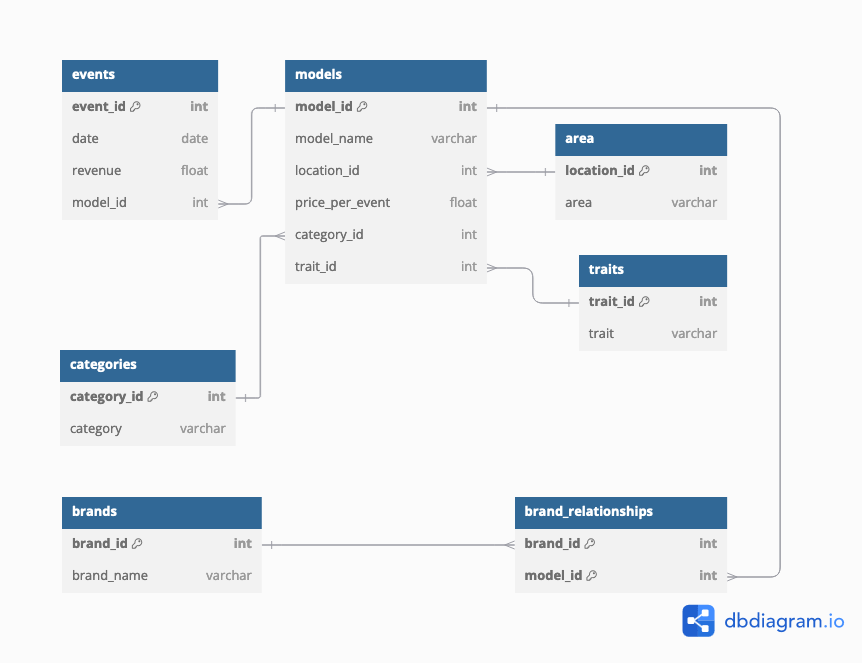 events
event_id int
date date
revenue float
model_id int
models
model_id int
model_name varchar
location_id int
price_per_event float
category_id int
trait_id int
area
location_id int
area varchar
traits
trait_id int
trait varchar
categories
category_id int
category varchar
brands
brand_id int
brand_name varchar
brand_relationships
brand_id int
model_id int
dbdiagram.io